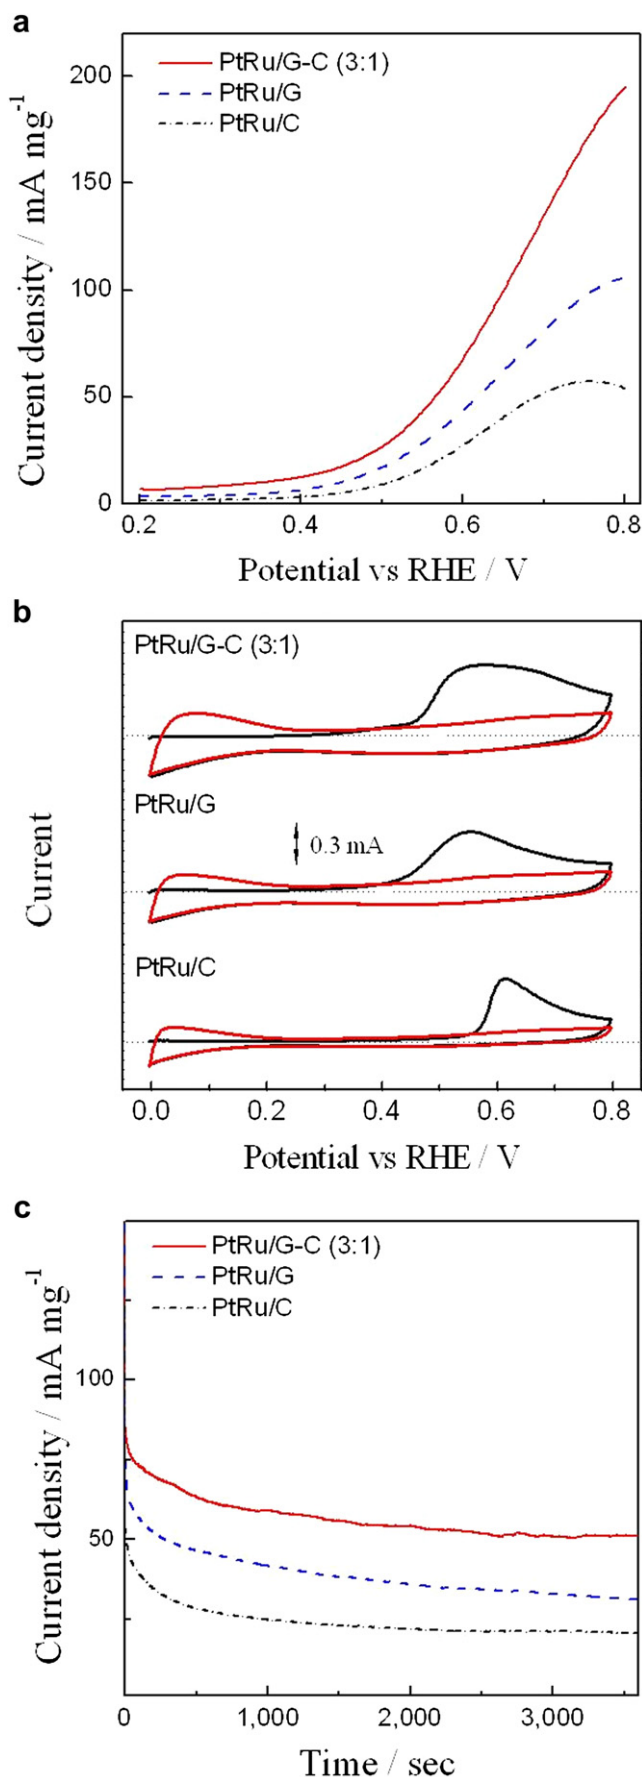 a
PtRu/G-C (3:1)
PtRu/G
PtRu/C
200
150
100
50
0
Current density / mA mg⁻¹
0.2 0.4 0.6 0.8
Potential vs RHE / V
b
PtRu/G-C (3:1)
PtRu/G
0.3 mA
PtRu/C
Current
0.0 0.2 0.4 0.6 0.8
Potential vs RHE / V
c
PtRu/G-C (3:1)
PtRu/G
PtRu/C
100
50
Current density / mA mg⁻¹
0 1,000 2,000 3,000
Time / sec